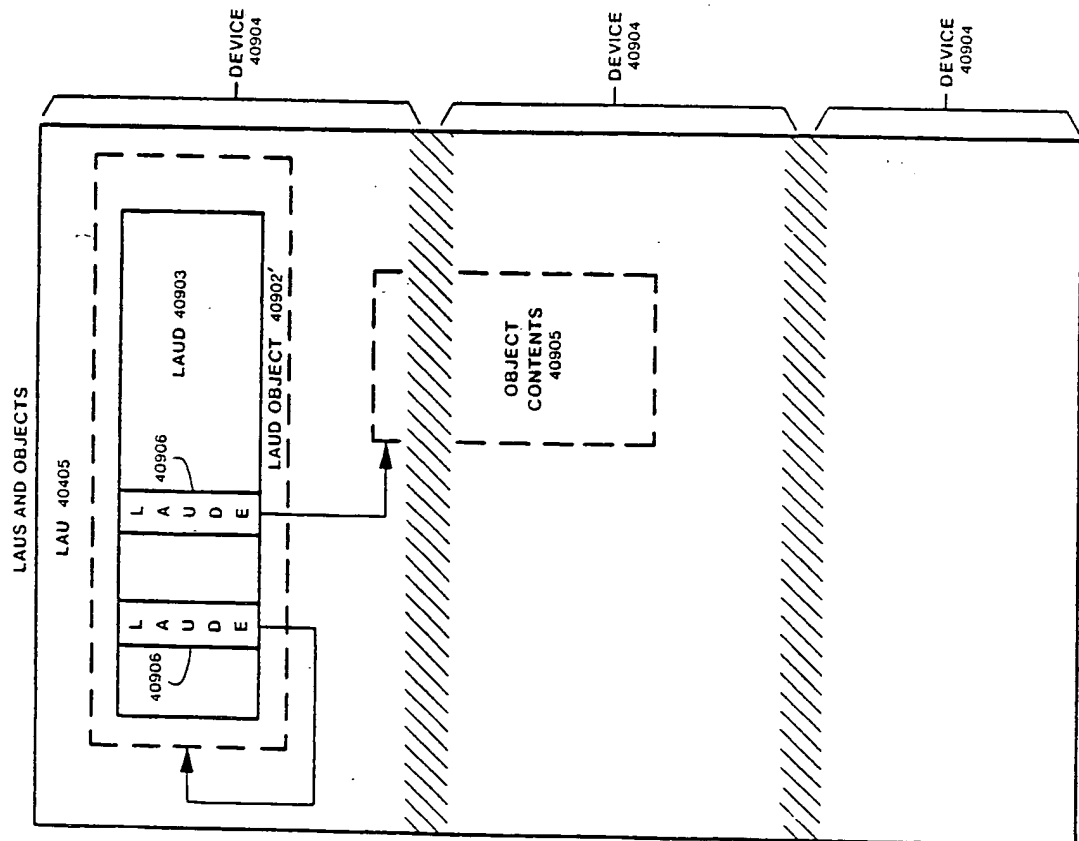 LAUS AND OBJECTS
LAU 40405
LAUD 40903
LAUD OBJECT 40902'
40906
L A U D E
40906
L A U D E
OBJECT
CONTENTS
40905
DEVICE
40904
DEVICE
40904
DEVICE
40904